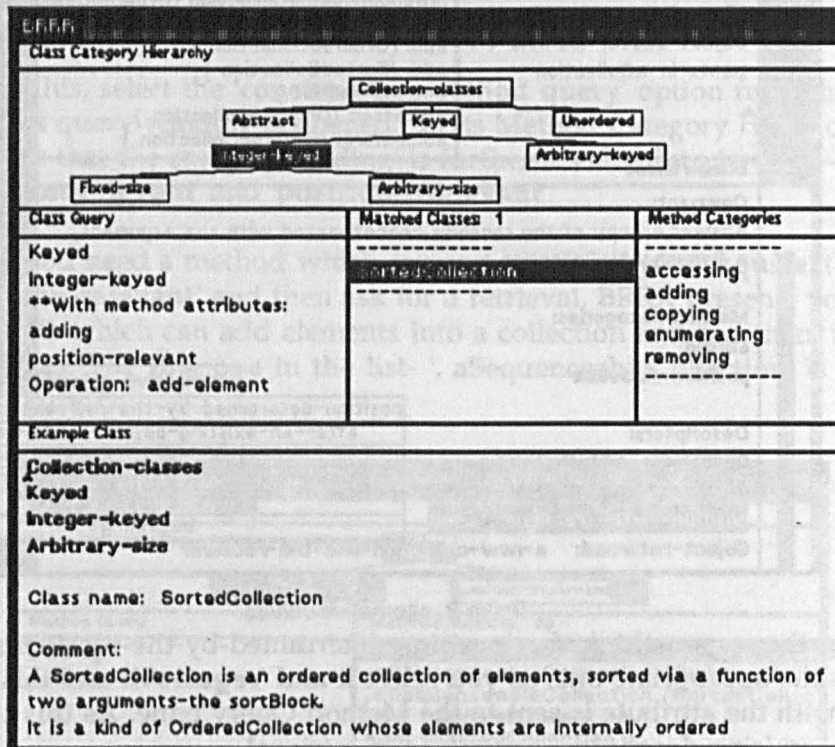 Class Category Hierarchy
Collection-classes
Abstract Keyed Unordered
Integer-keyed Arbitrary-keyed
Fixed-size Arbitrary-size
Class Query Matched Classes 1 Method Categories
Keyed
Integer-keyed
**With method attributes:
adding
position-relevant
Operation: add-element
--------------------
SortedCollection
----------
--------------------
accessing
adding
copying
enumerating
removing
----------
Example Class
Collection-classes
Keyed
Integer-keyed
Arbitrary-size
Class name: SortedCollection
Comment:
A SortedCollection is an ordered collection of elements, sorted via a function of
two arguments, the sortBlock.
It is a kind of OrderedCollection whose elements are internally ordered